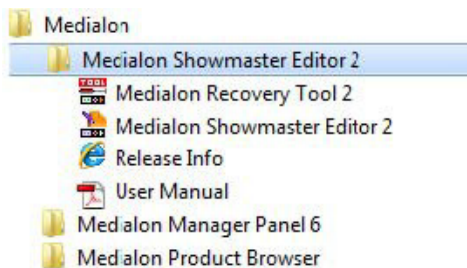 Medialon
Medialon Showmaster Editor 2
Medialon Recovery Tool 2
Medialon Showmaster Editor 2
Release Info
User Manual
Medialon Manager Panel 6
Medialon Product Browser